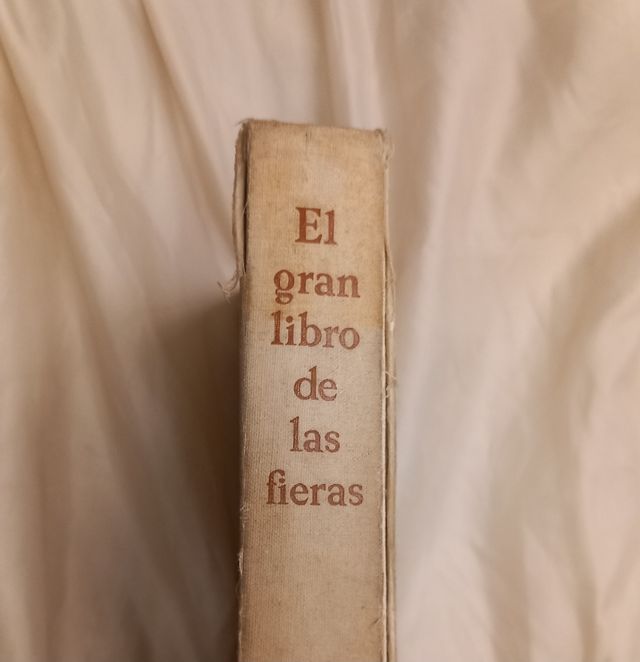 El
gran
libro
de
las
fieras